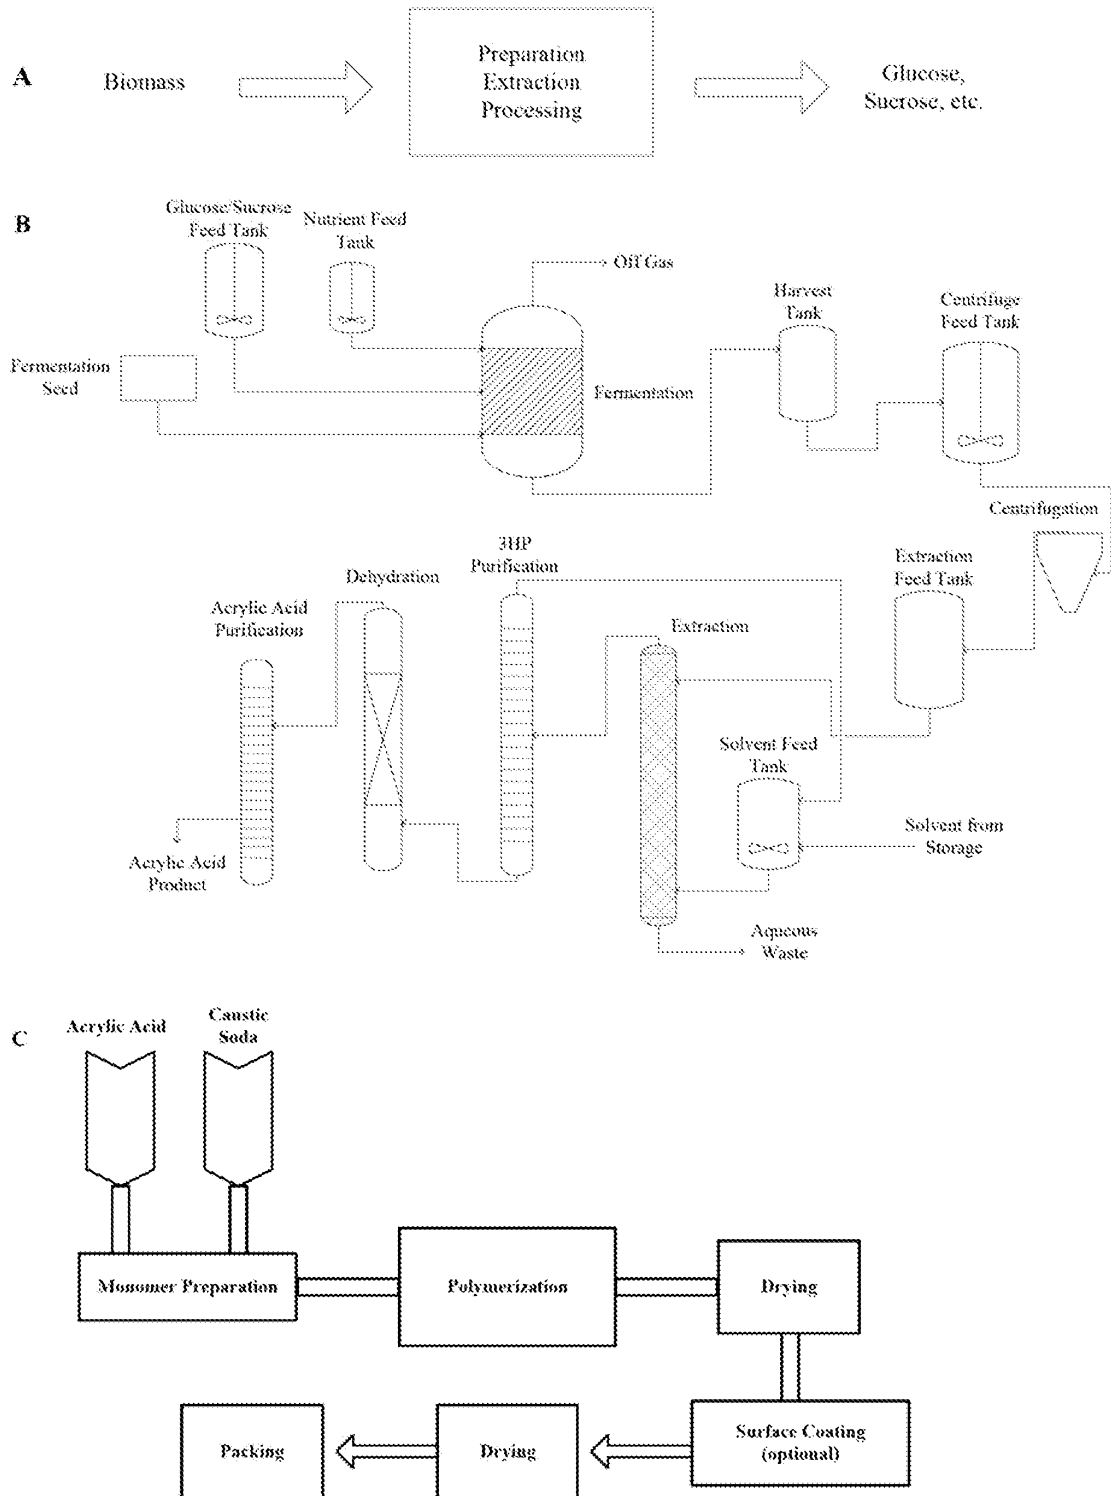 A
Biomass
Preparation
Extraction
Processing
Glucose,
Sucrose, etc.
B
Glucose/Sucrose
Feed Tank
Nutrient Feed
Tank
Off Gas
Harvest
Tank
Centrifuge
Feed Tank
Fermentation
Seed
Fermentation
Centrifugation
3HP
Purification
Extraction
Feed Tank
Dehydration
Acrylic Acid
Purification
Extraction
Solvent Feed
Tank
Solvent from
Storage
Acrylic Acid
Product
Aqueous
Waste
C
Acrylic Acid
Caustic
Soda
Monomer Preparation
Polymerization
Drying
Packing
Drying
Surface Coating
(optional)